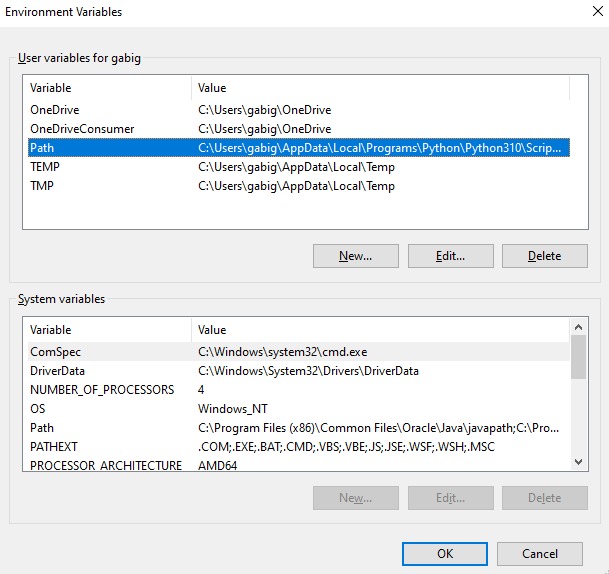 Environment Variables
User variables for gabig
Variable Value
OneDrive C:\Users\gabig\OneDrive
OneDriveConsumer C:\Users\gabig\OneDrive
Path C:\Users\gabig\AppData\Local\Programs\Python\Python310\Scrip...
TEMP C:\Users\gabig\AppData\Local\Temp
TMP C:\Users\gabig\AppData\Local\Temp
New... Edit... Delete
System variables
Variable Value
ComSpec C:\Windows\system32\cmd.exe
DriverData C:\Windows\System32\Drivers\DriverData
NUMBER_OF_PROCESSORS 4
OS Windows_NT
Path C:\Program Files (x86)\Common Files\Oracle\Java\javapath;C:\Pro...
PATHEXT .COM;.EXE;.BAT;.CMD;.VBS;.VBE;.JS;.JSE;.WSF;.WSH;.MSC
PROCESSOR_ARCHITECTURE AMD64
New... Edit... Delete
OK Cancel